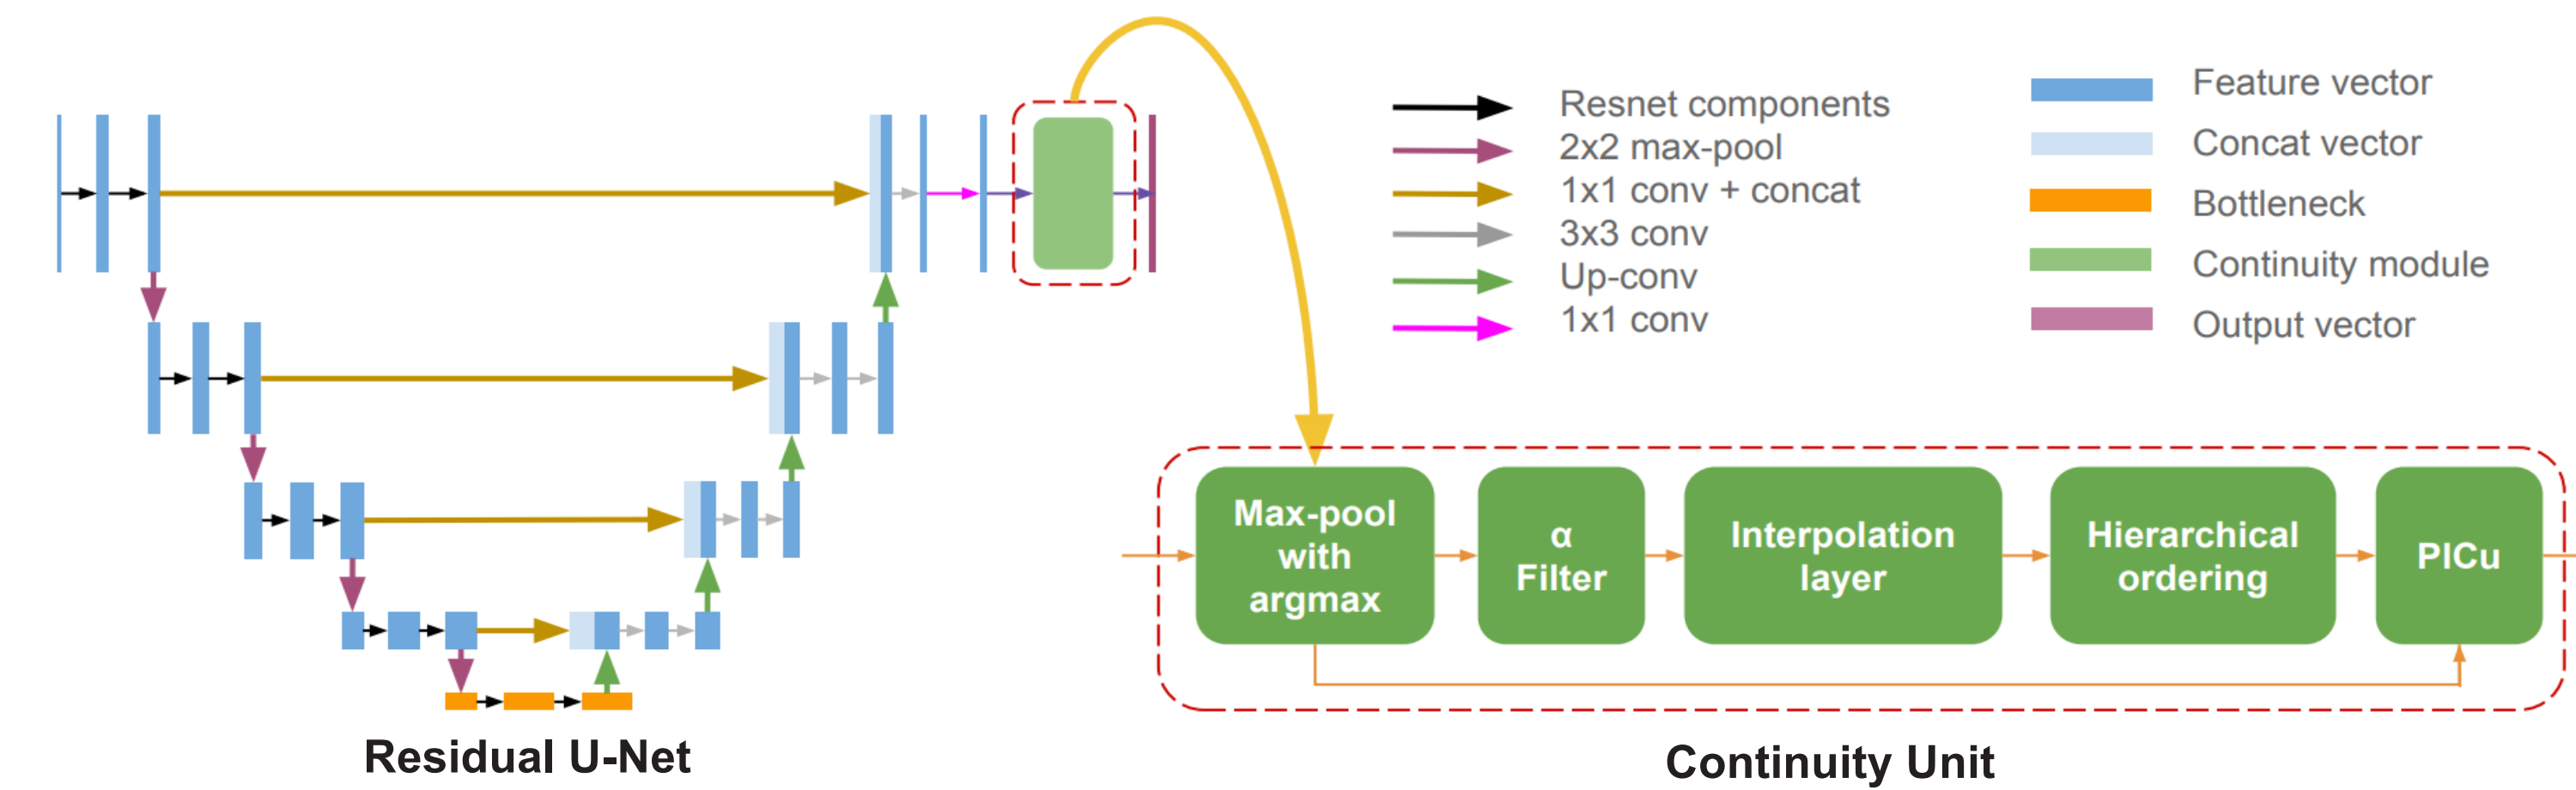 Resnet components
2x2 max-pool
1x1 conv + concat
3x3 conv
Up-conv
1x1 conv
Feature vector
Concat vector
Bottleneck
Continuity module
Output vector
Max-pool
with
argmax
α
Filter
Interpolation
layer
Hierarchical
ordering
PICu
Residual U-Net
Continuity Unit